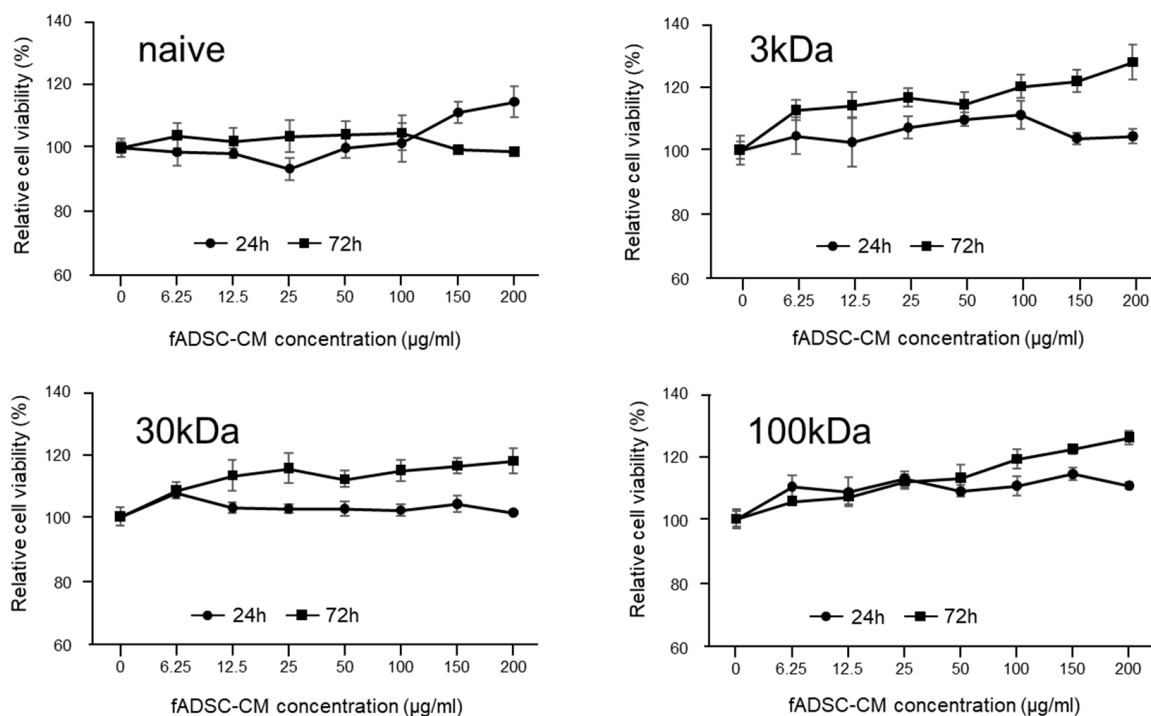 naive
Relative cell viability (%)
140
120
100
80
60
24h 72h
0 6.25 12.5 25 50 100 150 200
fADSC-CM concentration (µg/ml)
3kDa
Relative cell viability (%)
140
120
100
80
60
24h 72h
0 6.25 12.5 25 50 100 150 200
fADSC-CM concentration (µg/ml)
30kDa
Relative cell viability (%)
140
120
100
80
60
24h 72h
0 6.25 12.5 25 50 100 150 200
fADSC-CM concentration (µg/ml)
100kDa
Relative cell viability (%)
140
120
100
80
60
24h 72h
0 6.25 12.5 25 50 100 150 200
fADSC-CM concentration (µg/ml)